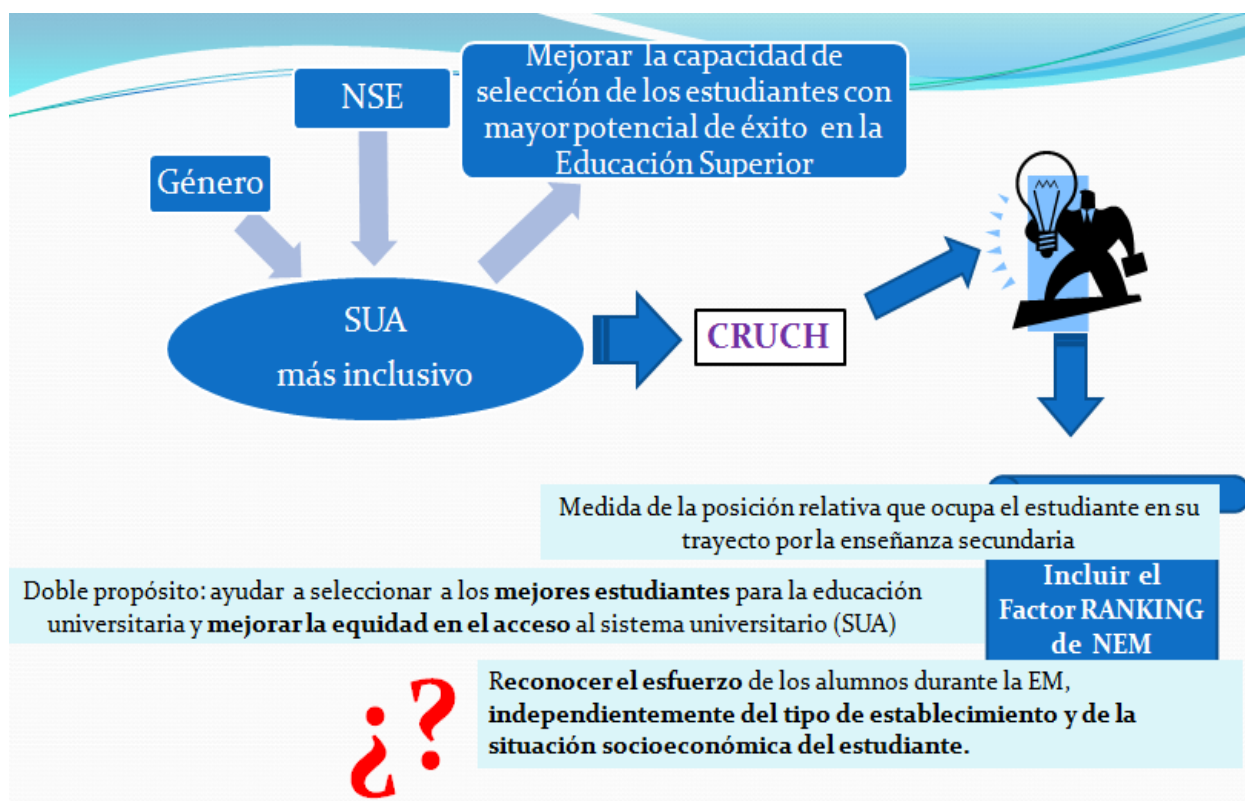 Mejorar la capacidad de
selección de los estudiantes con
mayor potencial de éxito en la
Educación Superior
NSE
Género
SUA
más inclusivo
CRUCH
Medida de la posición relativa que ocupa el estudiante en su
trayecto por la enseñanza secundaria
Doble propósito: ayudar a seleccionar a los mejores estudiantes para la educación
universitaria y mejorar la equidad en el acceso al sistema universitario (SUA)
Incluir el
Factor RANKING
de NEM
Reconocer el esfuerzo de los alumnos durante la EM,
independientemente del tipo de establecimiento y de la
situación socioeconómica del estudiante.
¿?